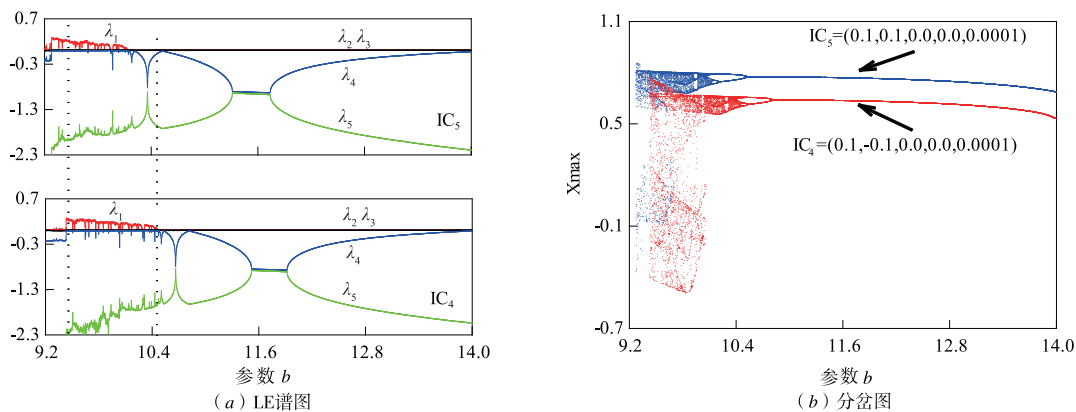 0.7
-0.3
-1.3
-2.3
λ1
λ2 λ3
λ4
λ5
IC5
0.7
-0.3
-1.3
-2.3
λ1
λ2 λ3
λ4
λ5
IC4
9.2 10.4 11.6 12.8 14.0
参数 b
(a) LE谱图
1.1
0.5
-0.1
-0.7
Xmax
IC5=(0.1,0.1,0.0,0.0,0.0001)
IC4=(0.1,-0.1,0.0,0.0,0.0001)
9.2 10.4 11.6 12.8 14.0
参数 b
(b) 分岔图